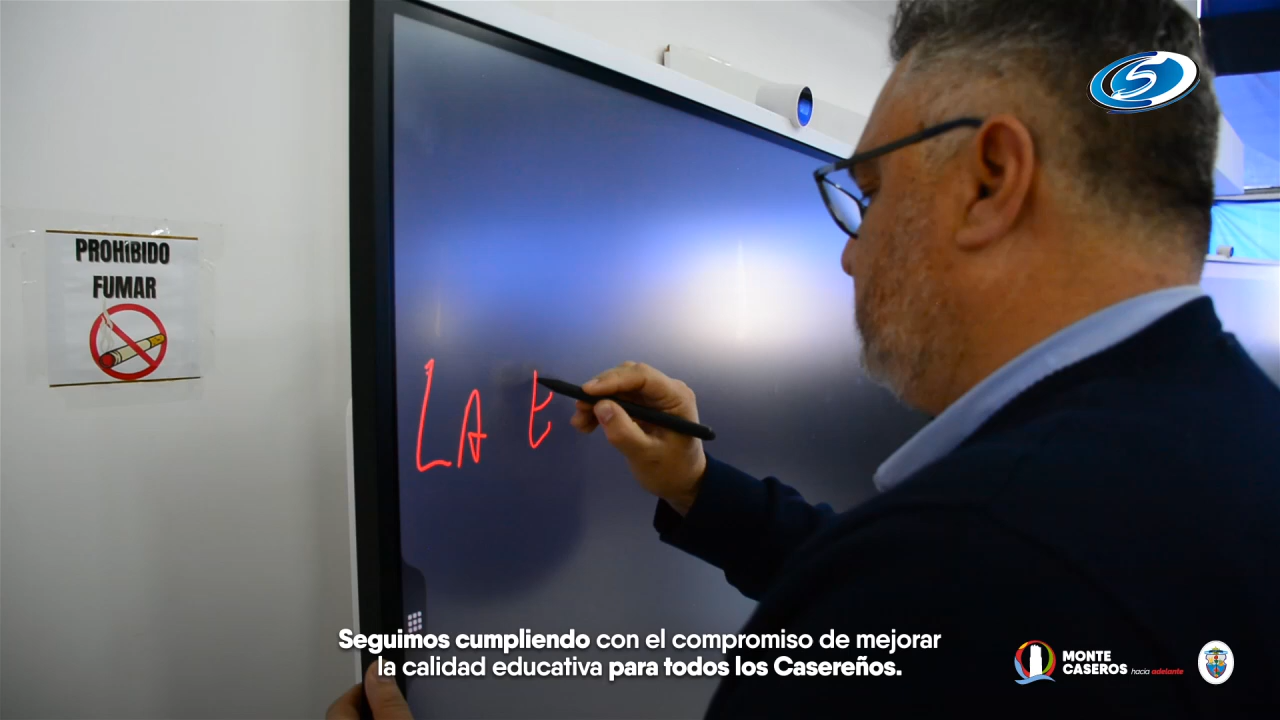 PROHIBIDO
FUMAR
LA E
Seguimos cumpliendo con el compromiso de mejorar
la calidad educativa para todos los Casereños.
MONTE
CASEROS hacia adelante